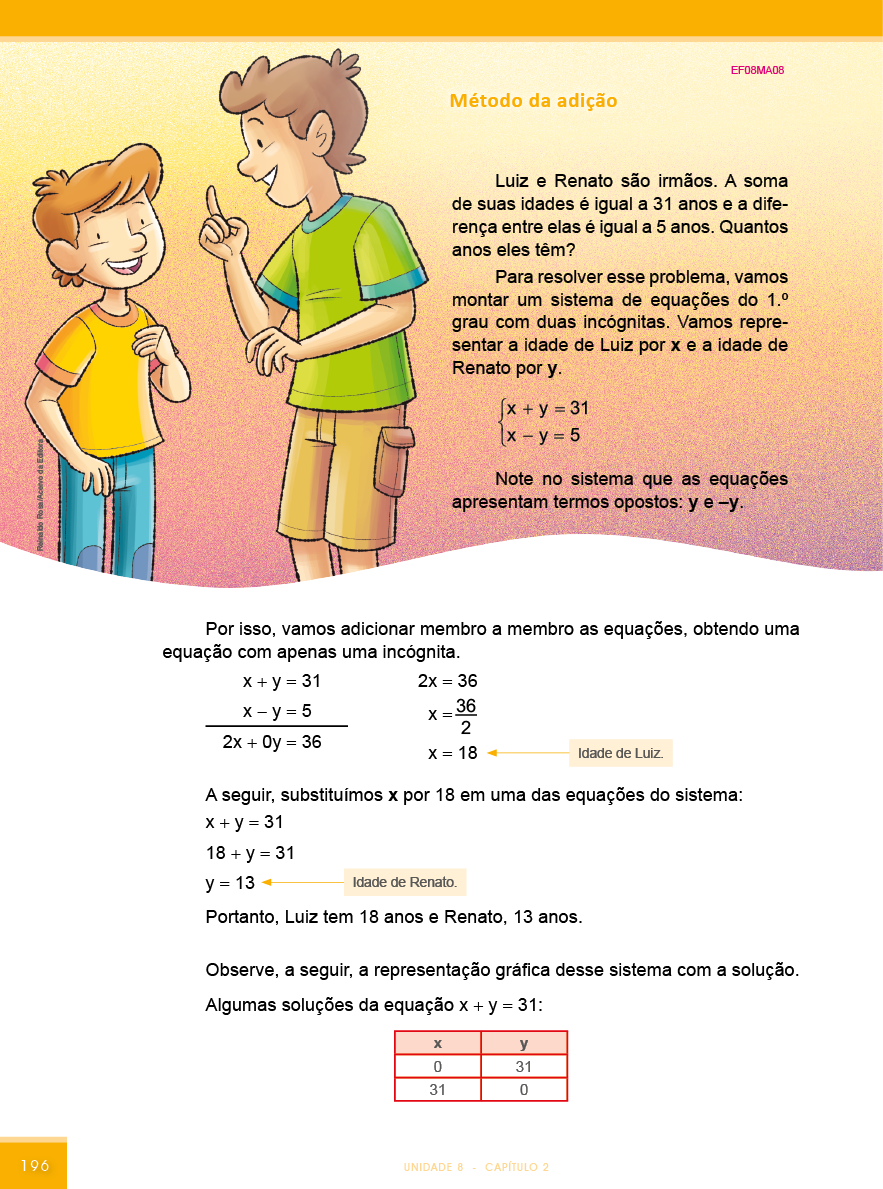 EF08MA08
Método da adição
Luiz e Renato são irmãos. A soma
de suas idades é igual a 31 anos e a dife-
rença entre elas é igual a 5 anos. Quantos
anos eles têm?
Para resolver esse problema, vamos
montar um sistema de equações do 1.º
grau com duas incógnitas. Vamos repre-
sentar a idade de Luiz por x e a idade de
Renato por y.
x + y = 31
x – y = 5
Note no sistema que as equações
apresentam termos opostos: y e –y.
Reinaldo Rosa/Acervo da Editora
Por isso, vamos adicionar membro a membro as equações, obtendo uma
equação com apenas uma incógnita.
x + y = 31
x – y = 5
2x + 0y = 36
2x = 36
x = 36/2
x = 18
Idade de Luiz.
A seguir, substituímos x por 18 em uma das equações do sistema:
x + y = 31
18 + y = 31
y = 13
Idade de Renato.
Portanto, Luiz tem 18 anos e Renato, 13 anos.
Observe, a seguir, a representação gráfica desse sistema com a solução.
Algumas soluções da equação x + y = 31:
x y
0 31
31 0
196
UNIDADE 8 - CAPÍTULO 2